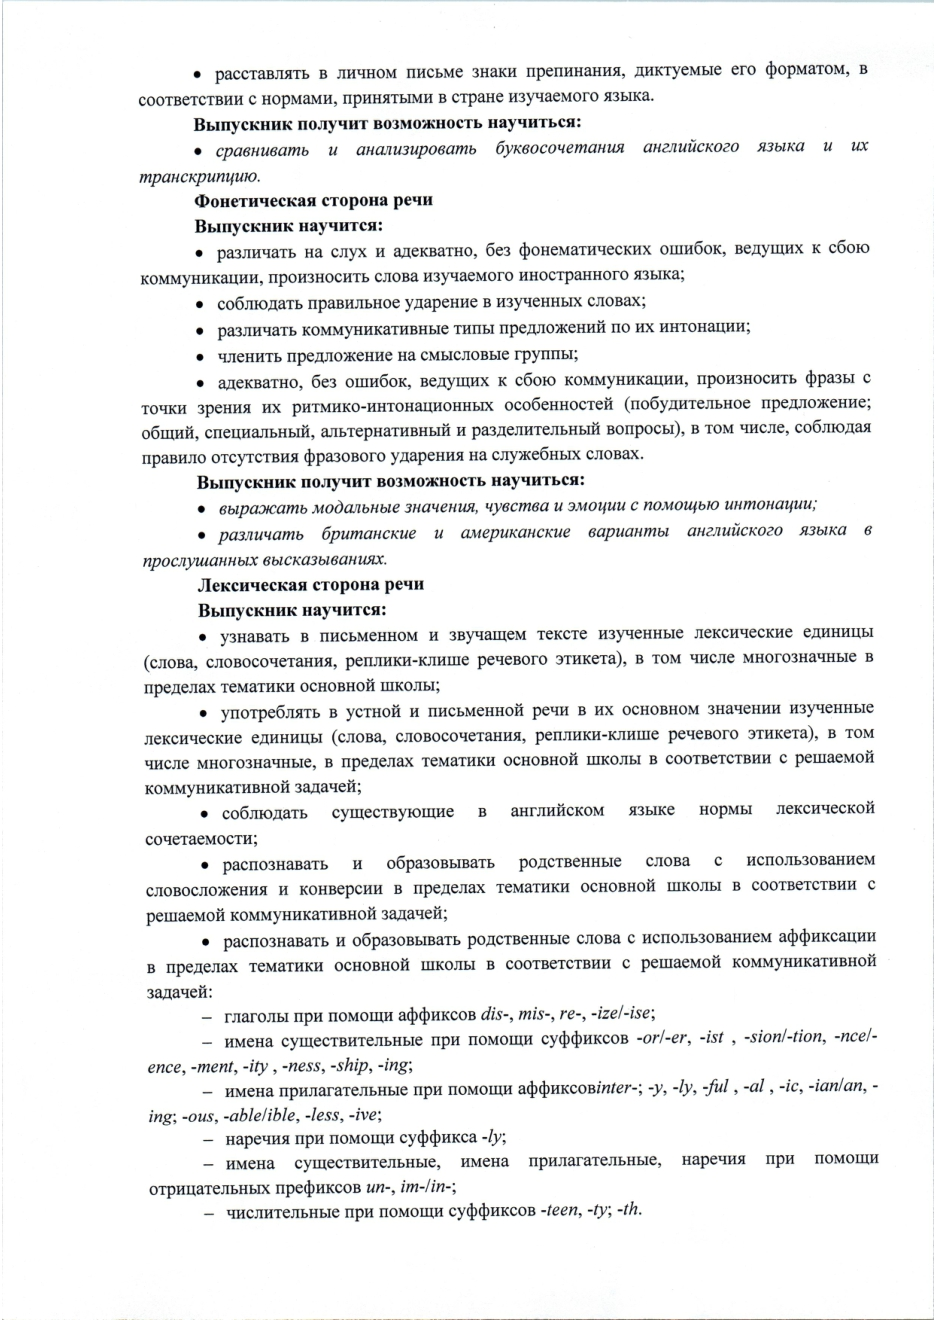 • расставлять в личном письме знаки препинания, диктуемые его форматом, в
соответствии с нормами, принятыми в стране изучаемого языка.
Выпускник получит возможность научиться:
• сравнивать и анализировать буквосочетания английского языка и их
транскрипцию.
Фонетическая сторона речи
Выпускник научится:
• различать на слух и адекватно, без фонематических ошибок, ведущих к сбою
коммуникации, произносить слова изучаемого иностранного языка;
• соблюдать правильное ударение в изученных словах;
• различать коммуникативные типы предложений по их интонации;
• членить предложение на смысловые группы;
• адекватно, без ошибок, ведущих к сбою коммуникации, произносить фразы с
точки зрения их ритмико-интонационных особенностей (побудительное предложение;
общий, специальный, альтернативный и разделительный вопросы), в том числе, соблюдая
правило отсутствия фразового ударения на служебных словах.
Выпускник получит возможность научиться:
• выражать модальные значения, чувства и эмоции с помощью интонации;
• различать британские и американские варианты английского языка в
прослушанных высказываниях.
Лексическая сторона речи
Выпускник научится:
• узнавать в письменном и звучащем тексте изученные лексические единицы
(слова, словосочетания, реплики-клише речевого этикета), в том числе многозначные в
пределах тематики основной школы;
• употреблять в устной и письменной речи в их основном значении изученные
лексические единицы (слова, словосочетания, реплики-клише речевого этикета), в том
числе многозначные, в пределах тематики основной школы в соответствии с решаемой
коммуникативной задачей;
• соблюдать существующие в английском языке нормы лексической
сочетаемости;
• распознавать и образовывать родственные слова с использованием
словосложения и конверсии в пределах тематики основной школы в соответствии с
решаемой коммуникативной задачей;
• распознавать и образовывать родственные слова с использованием аффиксации
в пределах тематики основной школы в соответствии с решаемой коммуникативной
задачей:
– глаголы при помощи аффиксов dis-, mis-, re-, -ize/-ise;
– имена существительные при помощи суффиксов -or/-er, -ist , -sion/-tion, -nce/-
ence, -ment, -ity , -ness, -ship, -ing;
– имена прилагательные при помощи аффиксовinter-; -y, -ly, -ful , -al , -ic, -ian/an, -
ing; -ous, -able/ible, -less, -ive;
– наречия при помощи суффикса -ly;
– имена существительные, имена прилагательные, наречия при помощи
отрицательных префиксов un-, im-/in-;
– числительные при помощи суффиксов -teen, -ty; -th.